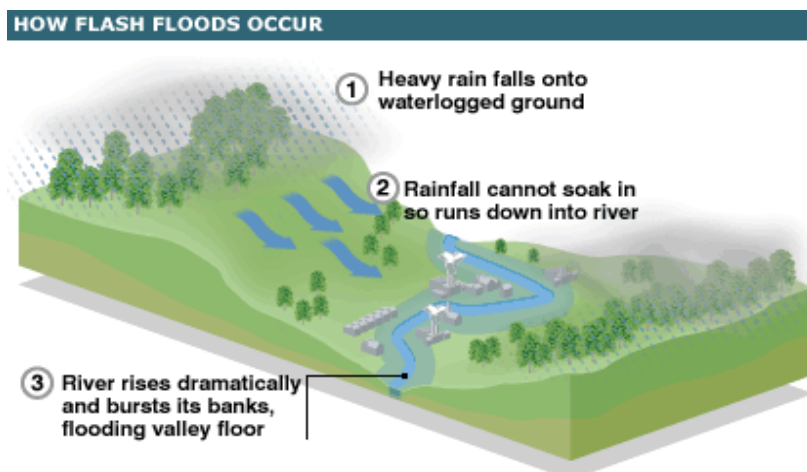 HOW FLASH FLOODS OCCUR
1 Heavy rain falls onto
waterlogged ground
2 Rainfall cannot soak in
so runs down into river
3 River rises dramatically
and bursts its banks,
flooding valley floor